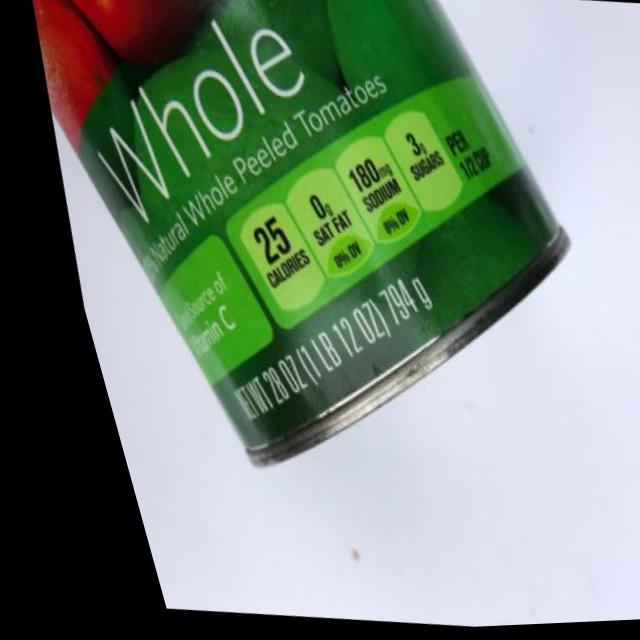 Whole
Natural Whole Peeled Tomatoes
Source of
C
25
CALORIES
0g
SAT FAT
0% DV
180mg
SODIUM
8% DV
3g
SUGARS
PER
1/2 CUP
NET WT 28 OZ (1 LB 12 OZ) 794 g